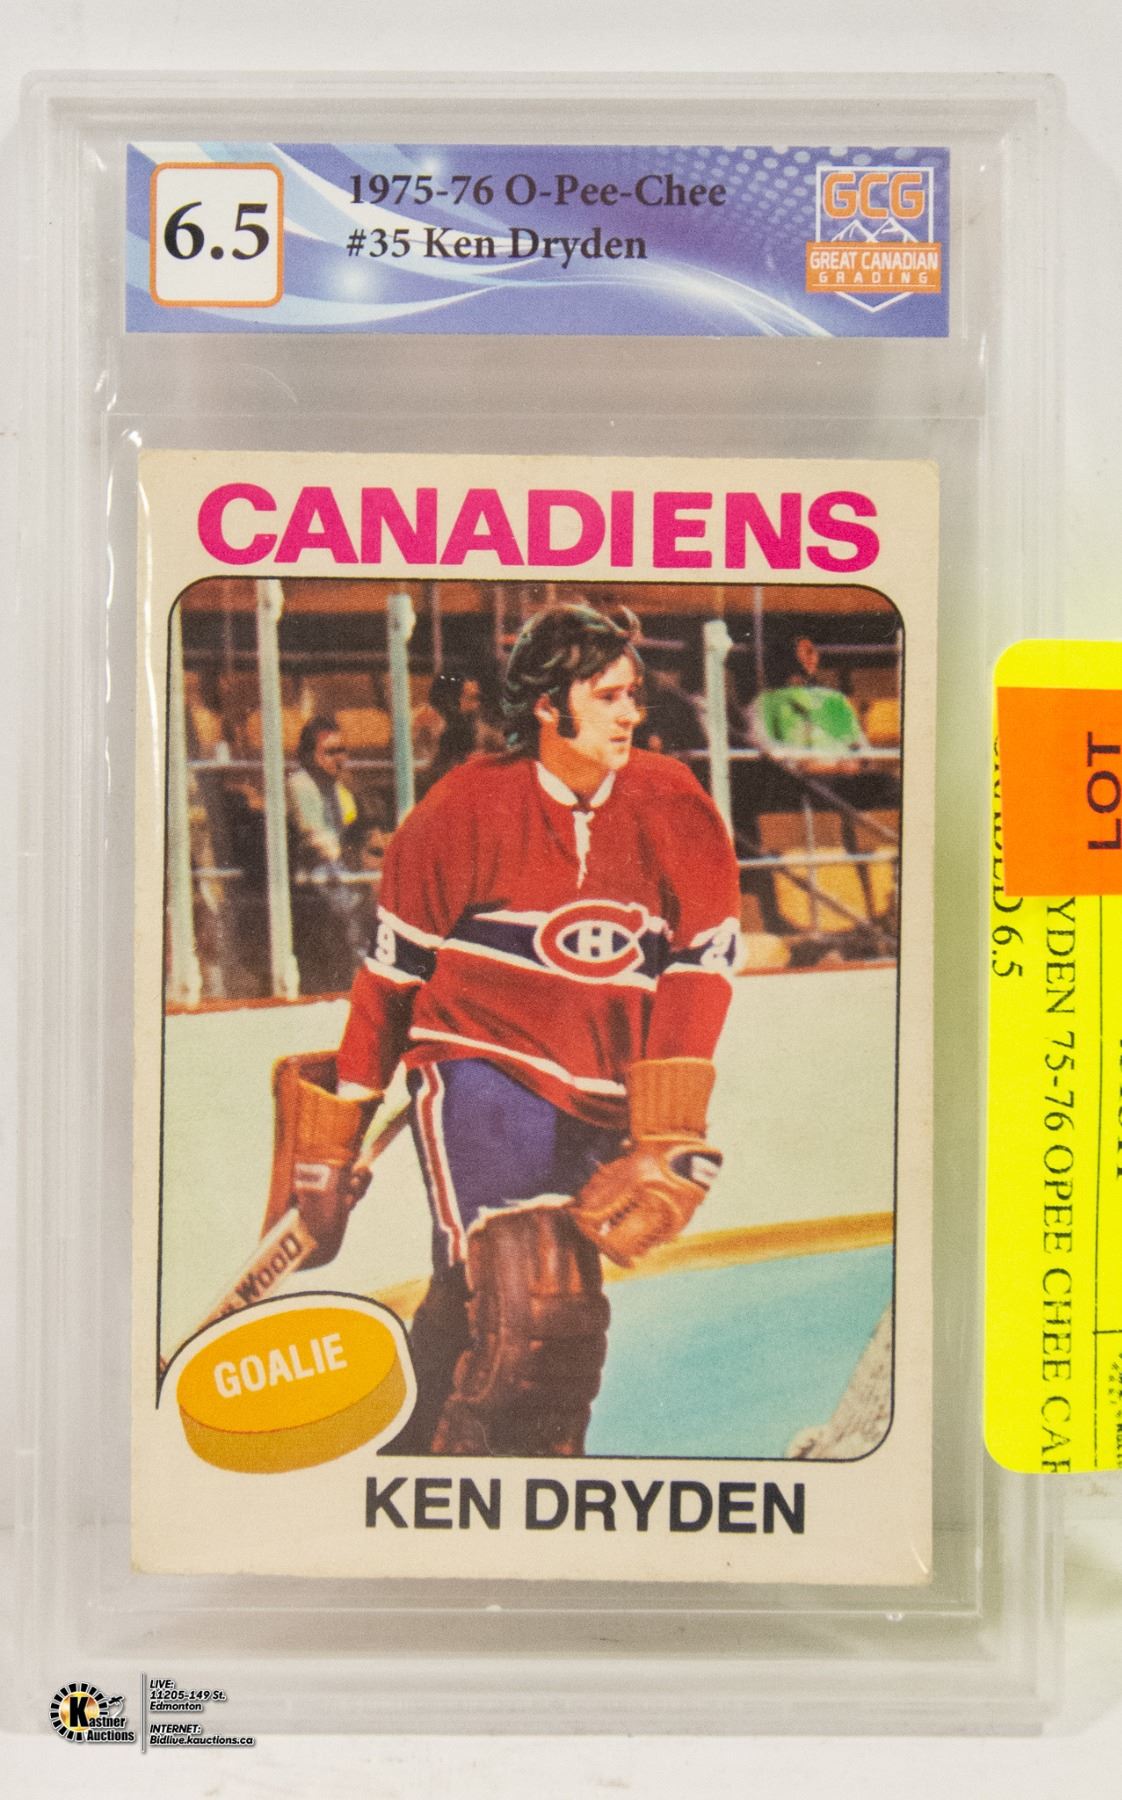 6.5
1975-76 O-Pee-Chee
#35 Ken Dryden
GCG
GREAT CANADIAN
GRADING
CANADIENS
H
WOOD
GOALIE
KEN DRYDEN
LOT
YDEN 75-76 OPEE CHEE CAR
6.5
Kastner
Auctions
LIVE:
11205-149 St.
Edmonton
INTERNET:
Bidlive.kauctions.ca